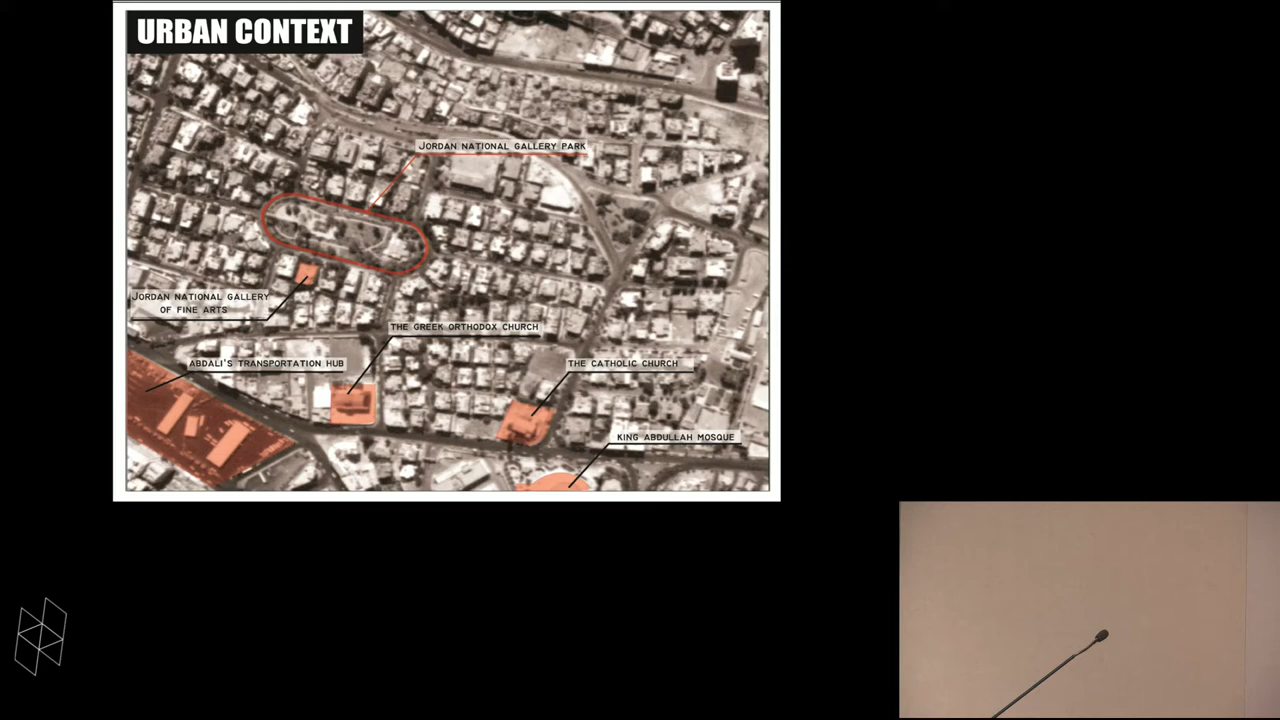 URBAN CONTEXT
JORDAN NATIONAL GALLERY PARK
JORDAN NATIONAL GALLERY
OF FINE ARTS
THE GREEK ORTHODOX CHURCH
ABDALI'S TRANSPORTATION HUB
THE CATHOLIC CHURCH
KING ABDULLAH MOSQUE